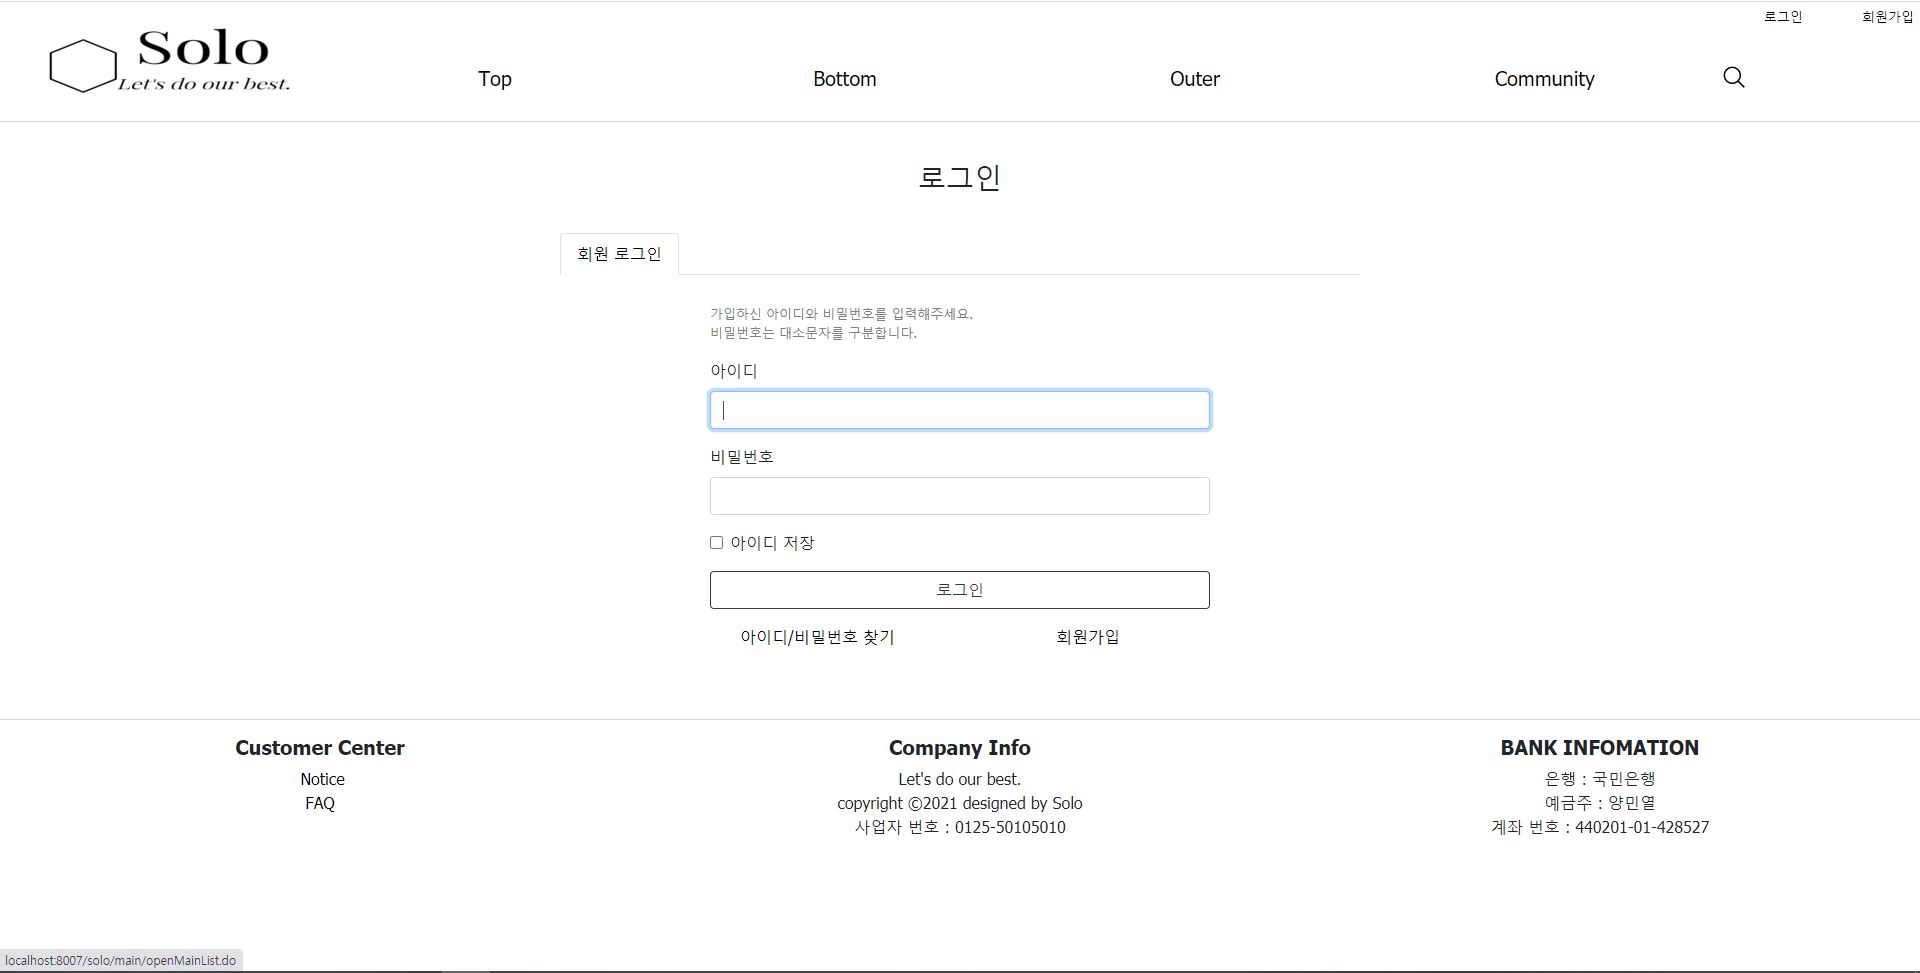 로그인 회원가입
Solo
Let's do our best.
Top Bottom Outer Community
로그인
회원 로그인
가입하신 아이디와 비밀번호를 입력해주세요.
비밀번호는 대소문자를 구분합니다.
아이디
비밀번호
아이디 저장
로그인
아이디/비밀번호 찾기 회원가입
Customer Center
Notice
FAQ
Company Info
Let's do our best.
copyright ©2021 designed by Solo
사업자 번호 : 0125-50105010
BANK INFOMATION
은행 : 국민은행
예금주 : 양민열
계좌 번호 : 440201-01-428527
localhost:8007/solo/main/openMainList.do